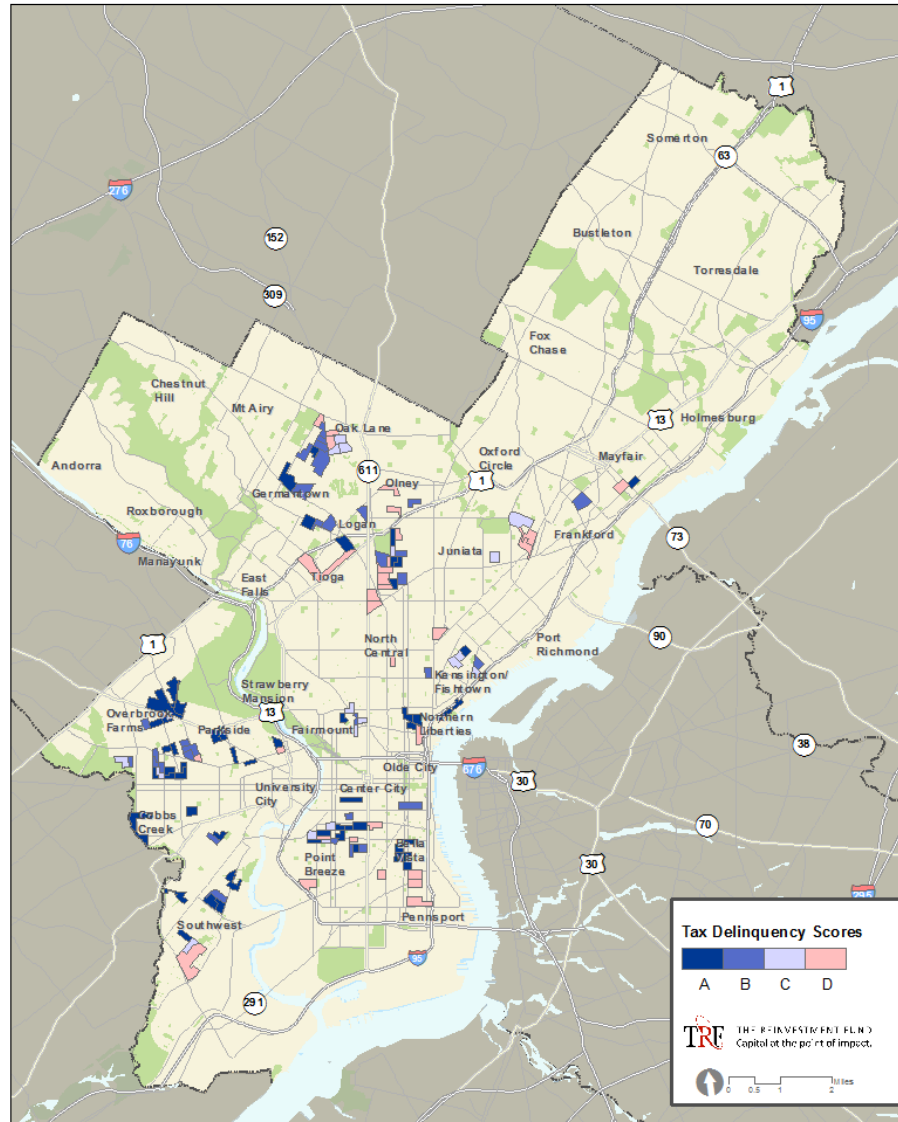 1
Somerton
63
276
Bustleton
152
Torresdale
309
95
Fox
Chase
Chestnut
Hill
Mt Airy
13
Holmesburg
Oak Lane
Oxford
Circle
Mayfair
Andorra
611
Olney
1
Germantown
Roxborough
Logan
Frankford
73
76
Juniata
Manayunk
East
Falls
Tioga
1
North
Central
Port
Richmond
90
Kensington/
Fishtown
Strawberry
Mansion
13
Overbrook
Farms
Parkside
Fairmount
Northern
Liberties
38
Olde City
676
30
University
City
Center City
Cobbs
Creek
70
Bella
Vista
Point
Breeze
30
295
Pennsport
Southwest
95
291
Tax Delinquency Scores
A B C D
TRF THE REINVESTMENT FUND
Capital at the point of impact.
0 0.5 1 2 Miles